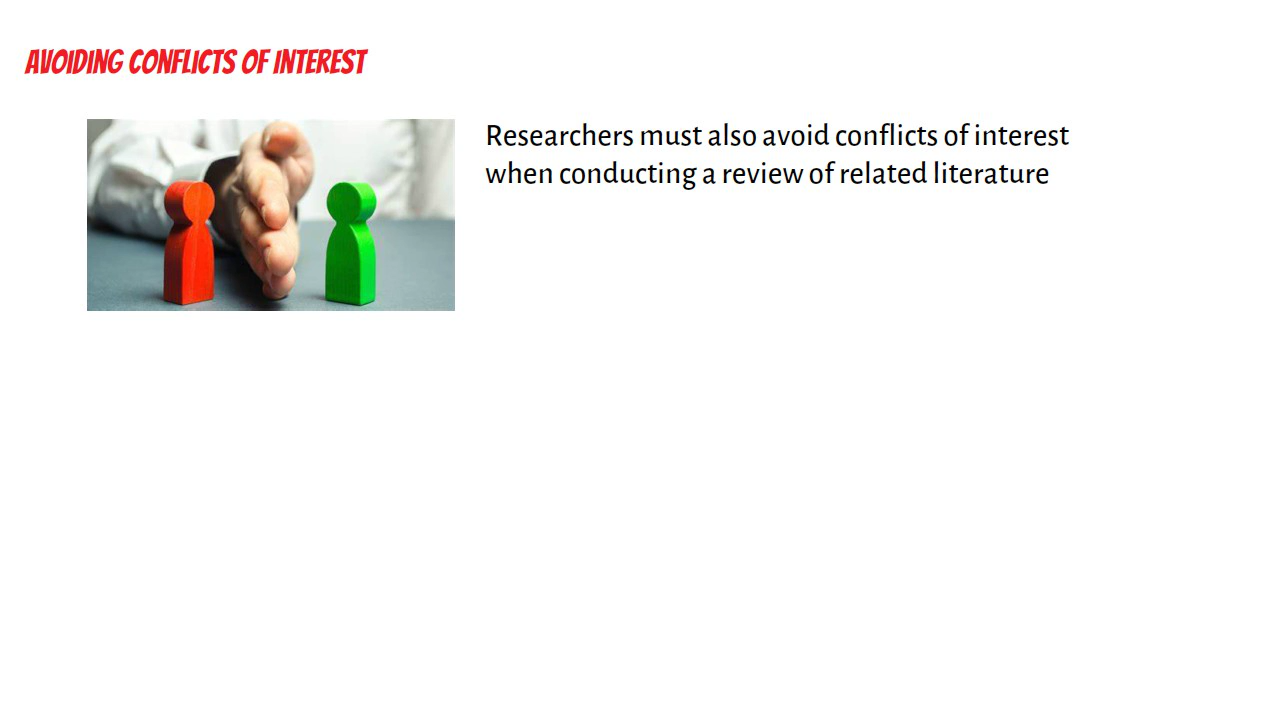 AVOIDING CONFLICTS OF INTEREST
Researchers must also avoid conflicts of interest
when conducting a review of related literature